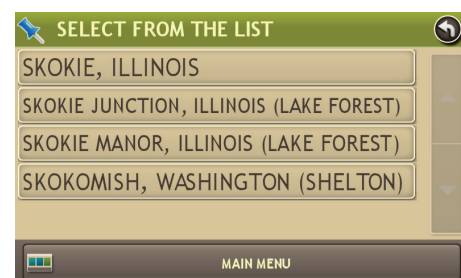 SELECT FROM THE LIST
SKOKIE, ILLINOIS
SKOKIE JUNCTION, ILLINOIS (LAKE FOREST)
SKOKIE MANOR, ILLINOIS (LAKE FOREST)
SKOKOMISH, WASHINGTON (SHELTON)
MAIN MENU